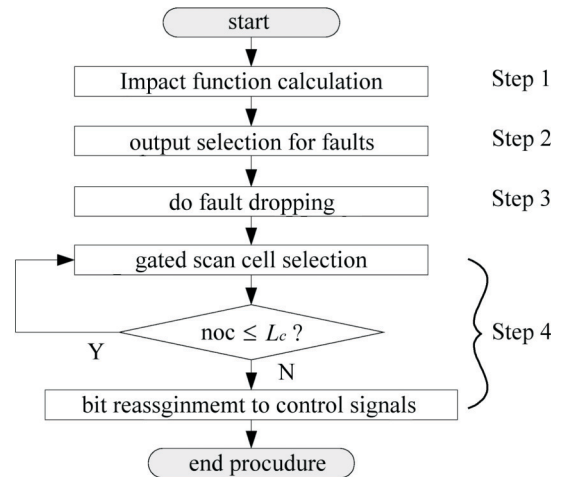 start
Impact function calculation
Step 1
output selection for faults
Step 2
do fault dropping
Step 3
gated scan cell selection
noc ≤ Lc ?
Step 4
Y
N
bit reassginmemt to control signals
end procudure